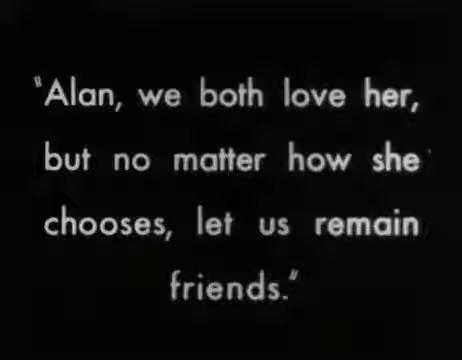 "Alan, we both love her,
but no matter how she
chooses, let us remain
friends."